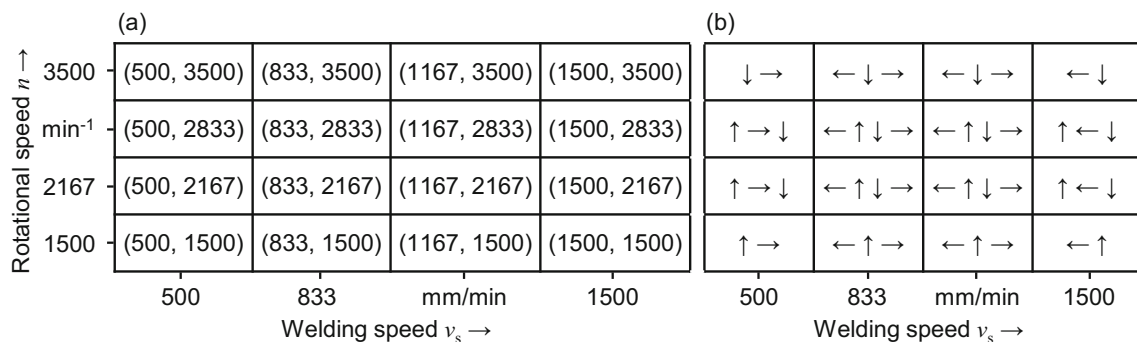 (a) (b)
Rotational speed n →
3500 (500, 3500) (833, 3500) (1167, 3500) (1500, 3500) ↓ → ← ↓ → ← ↓ → ← ↓
min-1 (500, 2833) (833, 2833) (1167, 2833) (1500, 2833) ↑ → ↓ ← ↑ ↓ → ← ↑ ↓ → ↑ ← ↓
2167 (500, 2167) (833, 2167) (1167, 2167) (1500, 2167) ↑ → ↓ ← ↑ ↓ → ← ↑ ↓ → ↑ ← ↓
1500 (500, 1500) (833, 1500) (1167, 1500) (1500, 1500) ↑ → ← ↑ → ← ↑ → ← ↑
500 833 mm/min 1500 500 833 mm/min 1500
Welding speed vs → Welding speed vs →